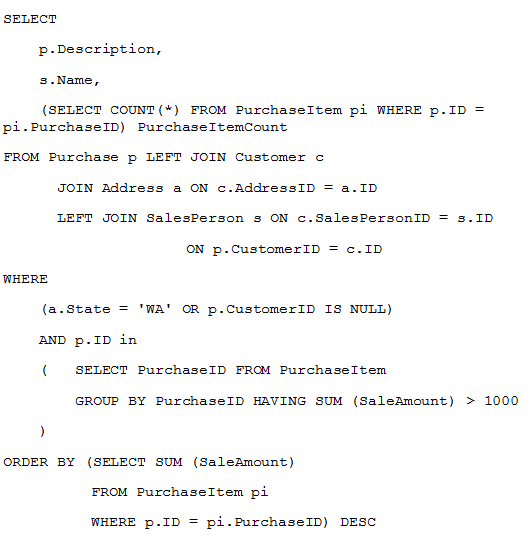 SELECT
p.Description,
s.Name,
(SELECT COUNT(*) FROM PurchaseItem pi WHERE p.ID =
pi.PurchaseID) PurchaseItemCount
FROM Purchase p LEFT JOIN Customer c
JOIN Address a ON c.AddressID = a.ID
LEFT JOIN SalesPerson s ON c.SalesPersonID = s.ID
ON p.CustomerID = c.ID
WHERE
(a.State = 'WA' OR p.CustomerID IS NULL)
AND p.ID in
( SELECT PurchaseID FROM PurchaseItem
GROUP BY PurchaseID HAVING SUM (SaleAmount) > 1000
)
ORDER BY (SELECT SUM (SaleAmount)
FROM PurchaseItem pi
WHERE p.ID = pi.PurchaseID) DESC